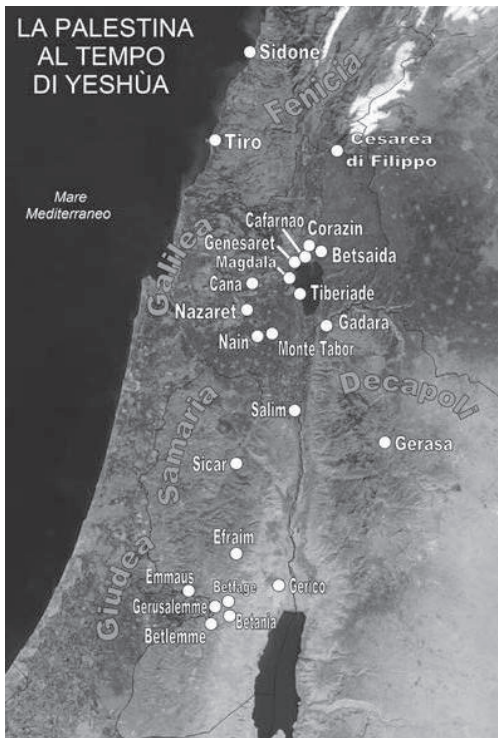 LA PALESTINA
AL TEMPO
DI YESHÙA
Sidone
Fenicia
Tiro
Cesarea
di Filippo
Mare
Mediterraneo
Cafarnao
Corazin
Genesaret
Betsaida
Magdala
Galilea
Cana
Tiberiade
Nazaret
Gadara
Nain
Monte Tabor
Decapoli
Salim
Samaria
Gerasa
Sicar
Efraim
Giudea
Emmaus
Betfage
Gerico
Gerusalemme
Betania
Betlemme